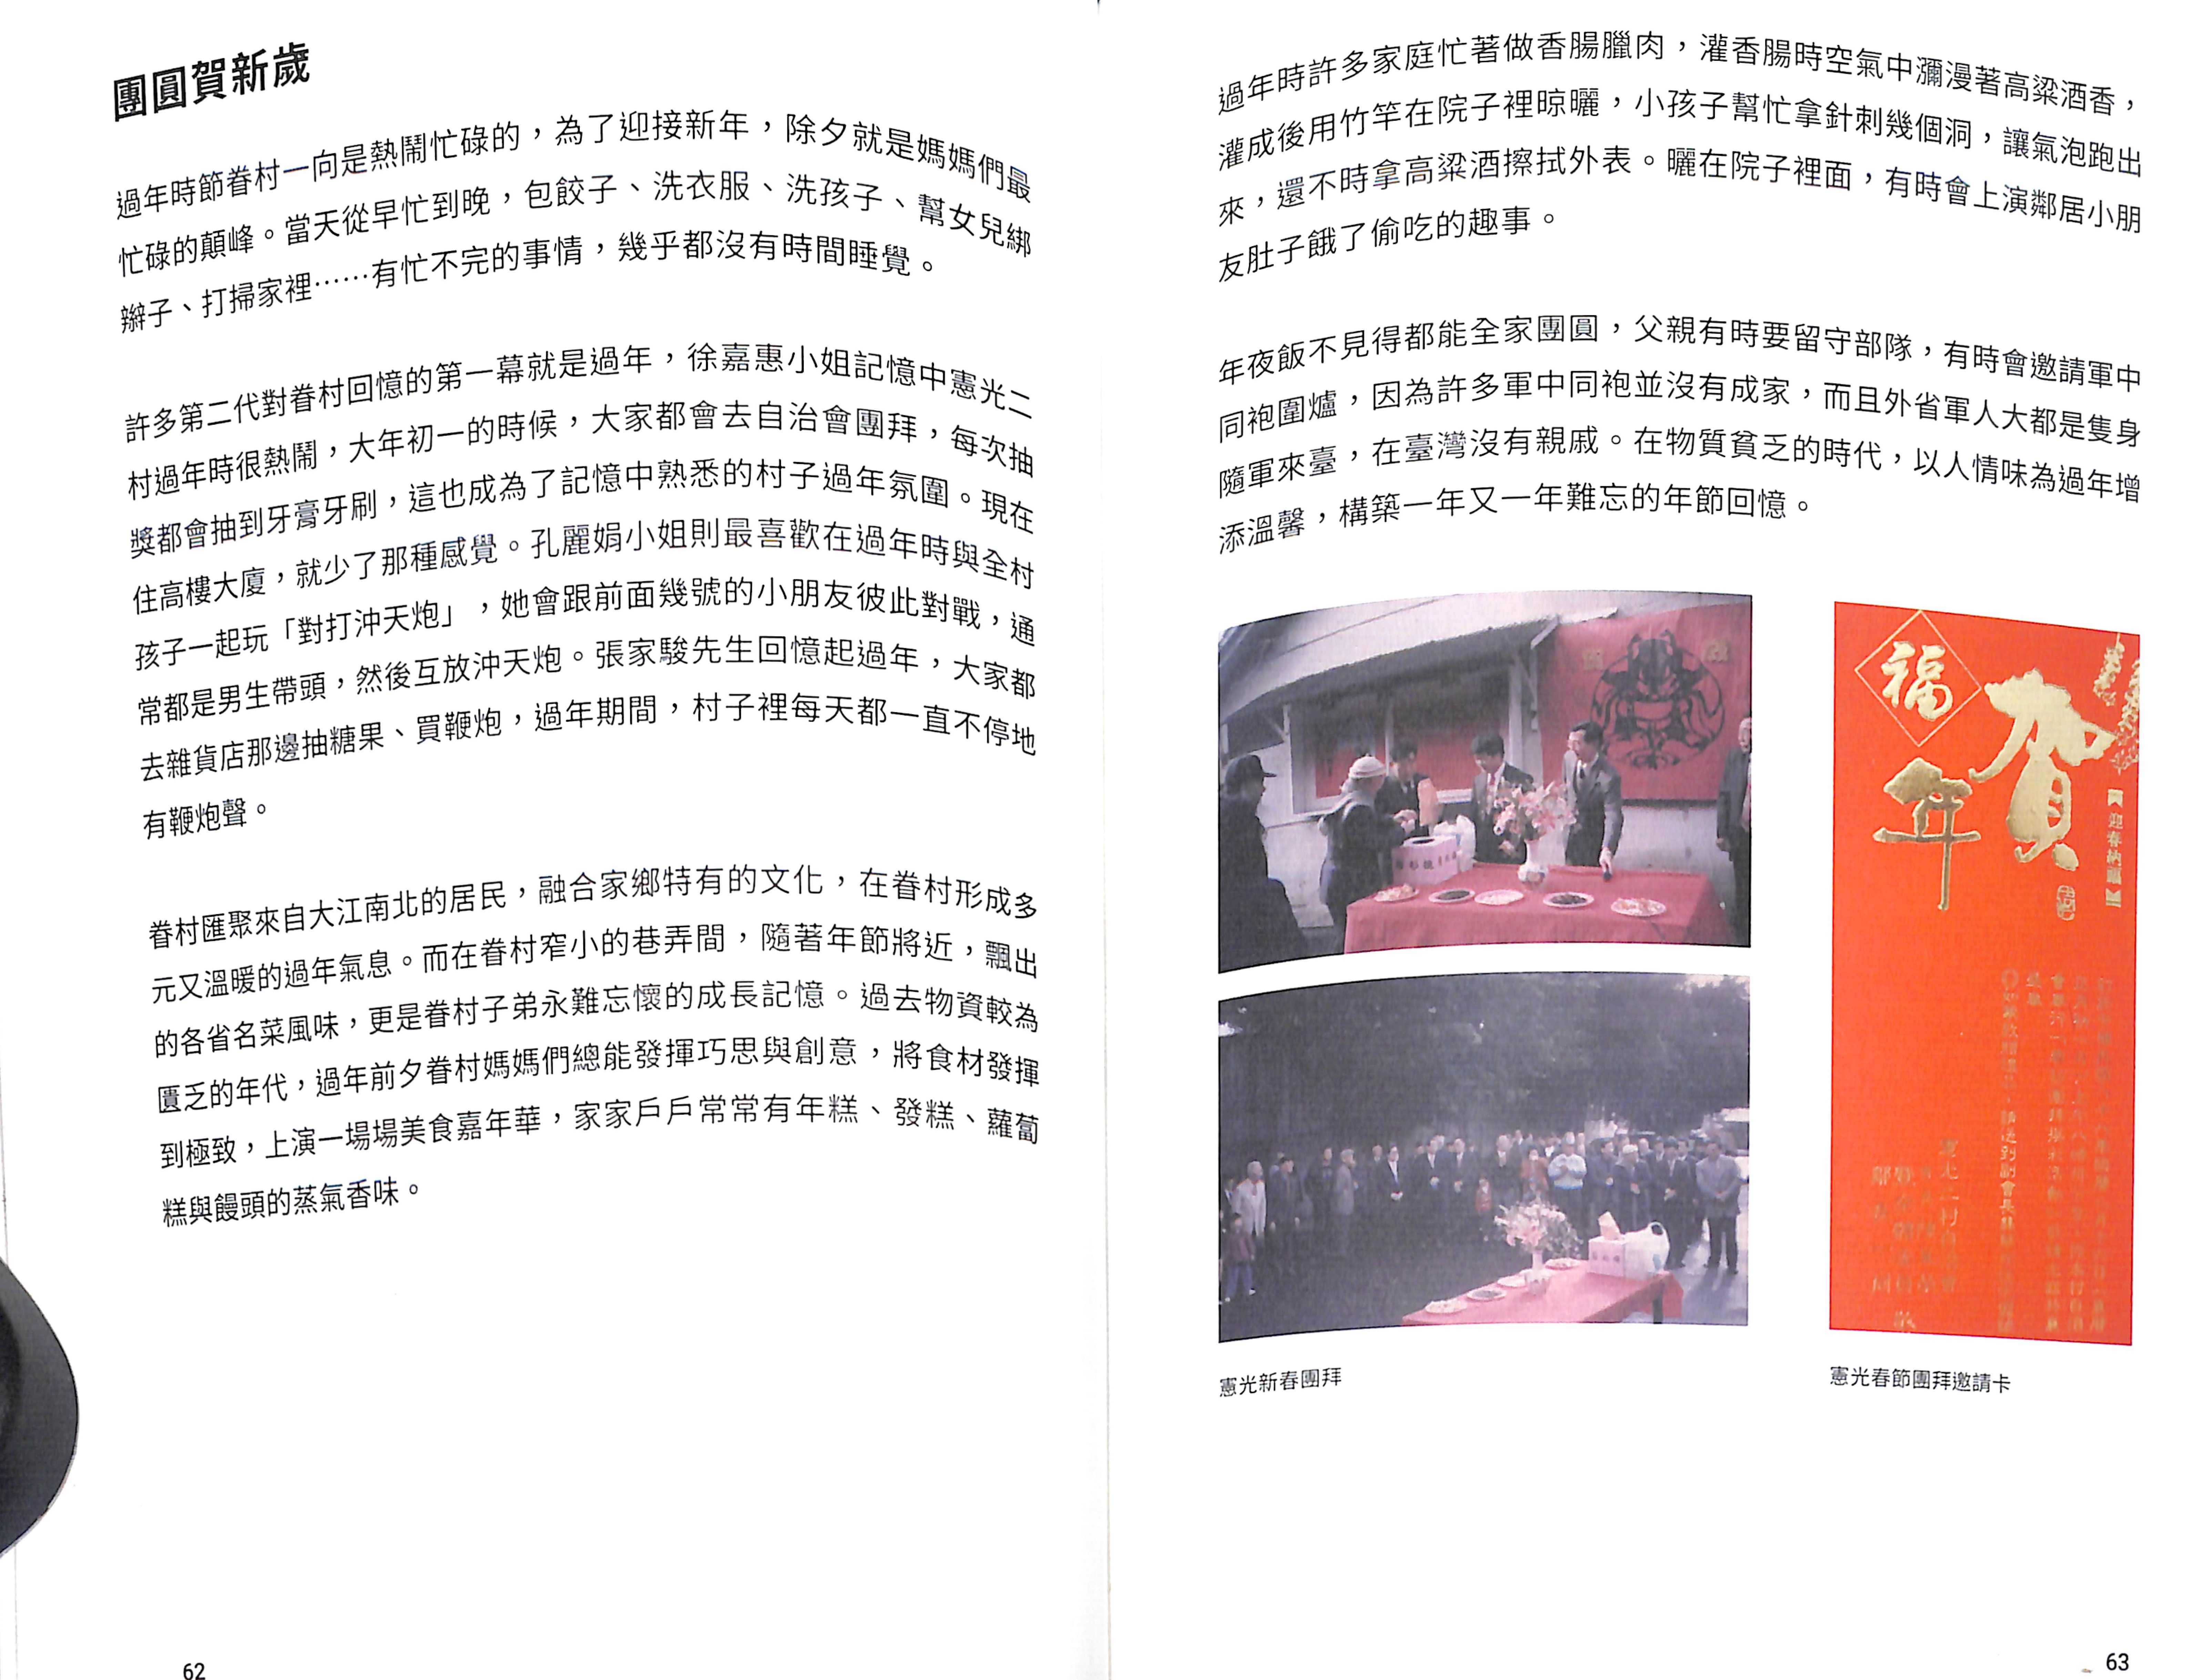 團圓賀新歲
過年時節眷村一向是熱鬧忙碌的，為了迎接新年，除夕就是媽媽們最
忙碌的顛峰。當天從早忙到晚，包餃子、洗衣服、洗孩子、幫女兒綁
辮子、打掃家裡⋯⋯有忙不完的事情，幾乎都沒有時間睡覺。
許多第二代對眷村回憶的第一幕就是過年，徐嘉惠小姐記憶中憲光二
村過年時很熱鬧，大年初一的時候，大家都會去自治會團拜，每次抽
獎都會抽到牙膏牙刷，這也成為了記憶中熟悉的村子過年氛圍。現在
住高樓大廈，就少了那種感覺。孔麗娟小姐則最喜歡在過年時與全村
孩子一起玩「對打沖天炮」，她會跟前面幾號的小朋友彼此對戰，通
常都是男生帶頭，然後互放沖天炮。張家駿先生回憶起過年，大家都
去雜貨店那邊抽糖果、買鞭炮，過年期間，村子裡每天都一直不停地
有鞭炮聲。
眷村匯聚來自大江南北的居民，融合家鄉特有的文化，在眷村形成多
元又溫暖的過年氣息。而在眷村窄小的巷弄間，隨著年節將近，飄出
的各省名菜風味，更是眷村子弟永難忘懷的成長記憶。過去物資較為
匱乏的年代，過年前夕眷村媽媽們總能發揮巧思與創意，將食材發揮
到極致，上演一場場美食嘉年華，家家戶戶常常有年糕、發糕、蘿蔔
糕與饅頭的蒸氣香味。
62
過年時許多家庭忙著做香腸臘肉，灌香腸時空氣中瀰漫著高粱酒香，
灌成後用竹竿在院子裡晾曬，小孩子幫忙拿針刺幾個洞，讓氣泡跑出
來，還不時拿高粱酒擦拭外表。曬在院子裡面，有時會上演鄰居小朋
友肚子餓了偷吃的趣事。
年夜飯不見得都能全家團圓，父親有時要留守部隊，有時會邀請軍中
同袍圍爐，因為許多軍中同袍並沒有成家，而且外省軍人大都是隻身
隨軍來臺，在臺灣沒有親戚。在物質貧乏的時代，以人情味為過年增
添溫馨，構築一年又一年難忘的年節回憶。
迎春納福
賀
福
年
憲光新春團拜
憲光春節團拜邀請卡
63